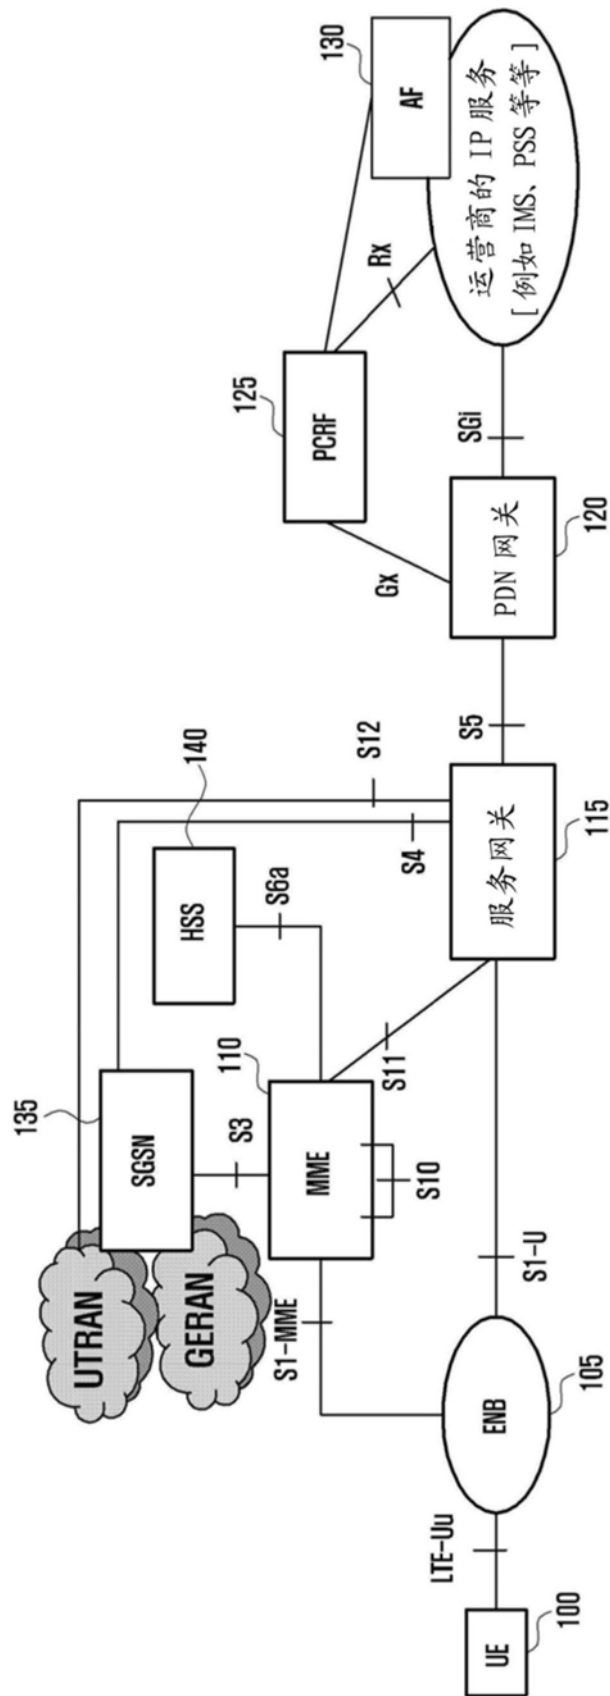 UTRAN
GERAN
SGSN
135
S3
HSS
140
S12
S4
S6a
MME
110
S10
S11
S1-MME
UE
100
LTE-Uu
ENB
105
S1-U
服务网关
115
S5
PDN 网关
120
Gx
PCRF
125
Rx
SGi
AF
130
运营商的 IP 服务
[例如 IMS、PSS 等等]